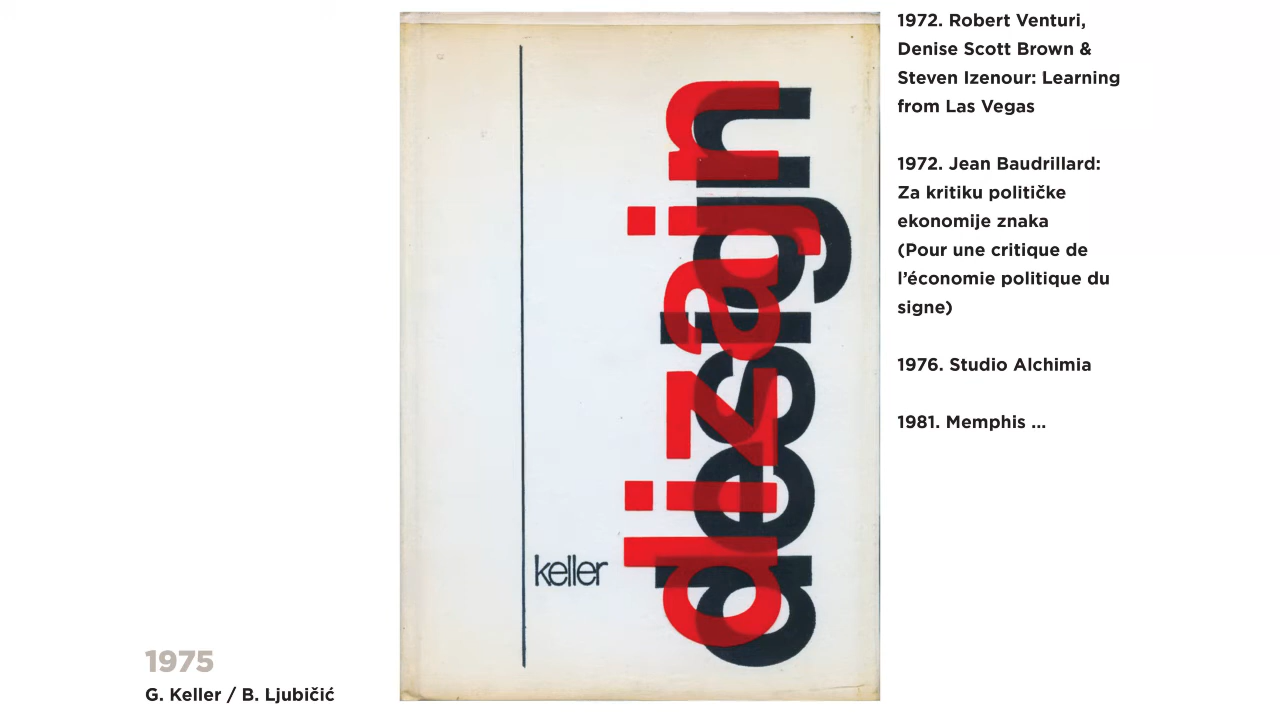 1972. Robert Venturi,
Denise Scott Brown &
Steven Izenour: Learning
from Las Vegas
1972. Jean Baudrillard:
Za kritiku političke
ekonomije znaka
(Pour une critique de
l’économie politique du
signe)
1976. Studio Alchimia
1981. Memphis ...
dizajn
design
keller
1975
G. Keller / B. Ljubičić